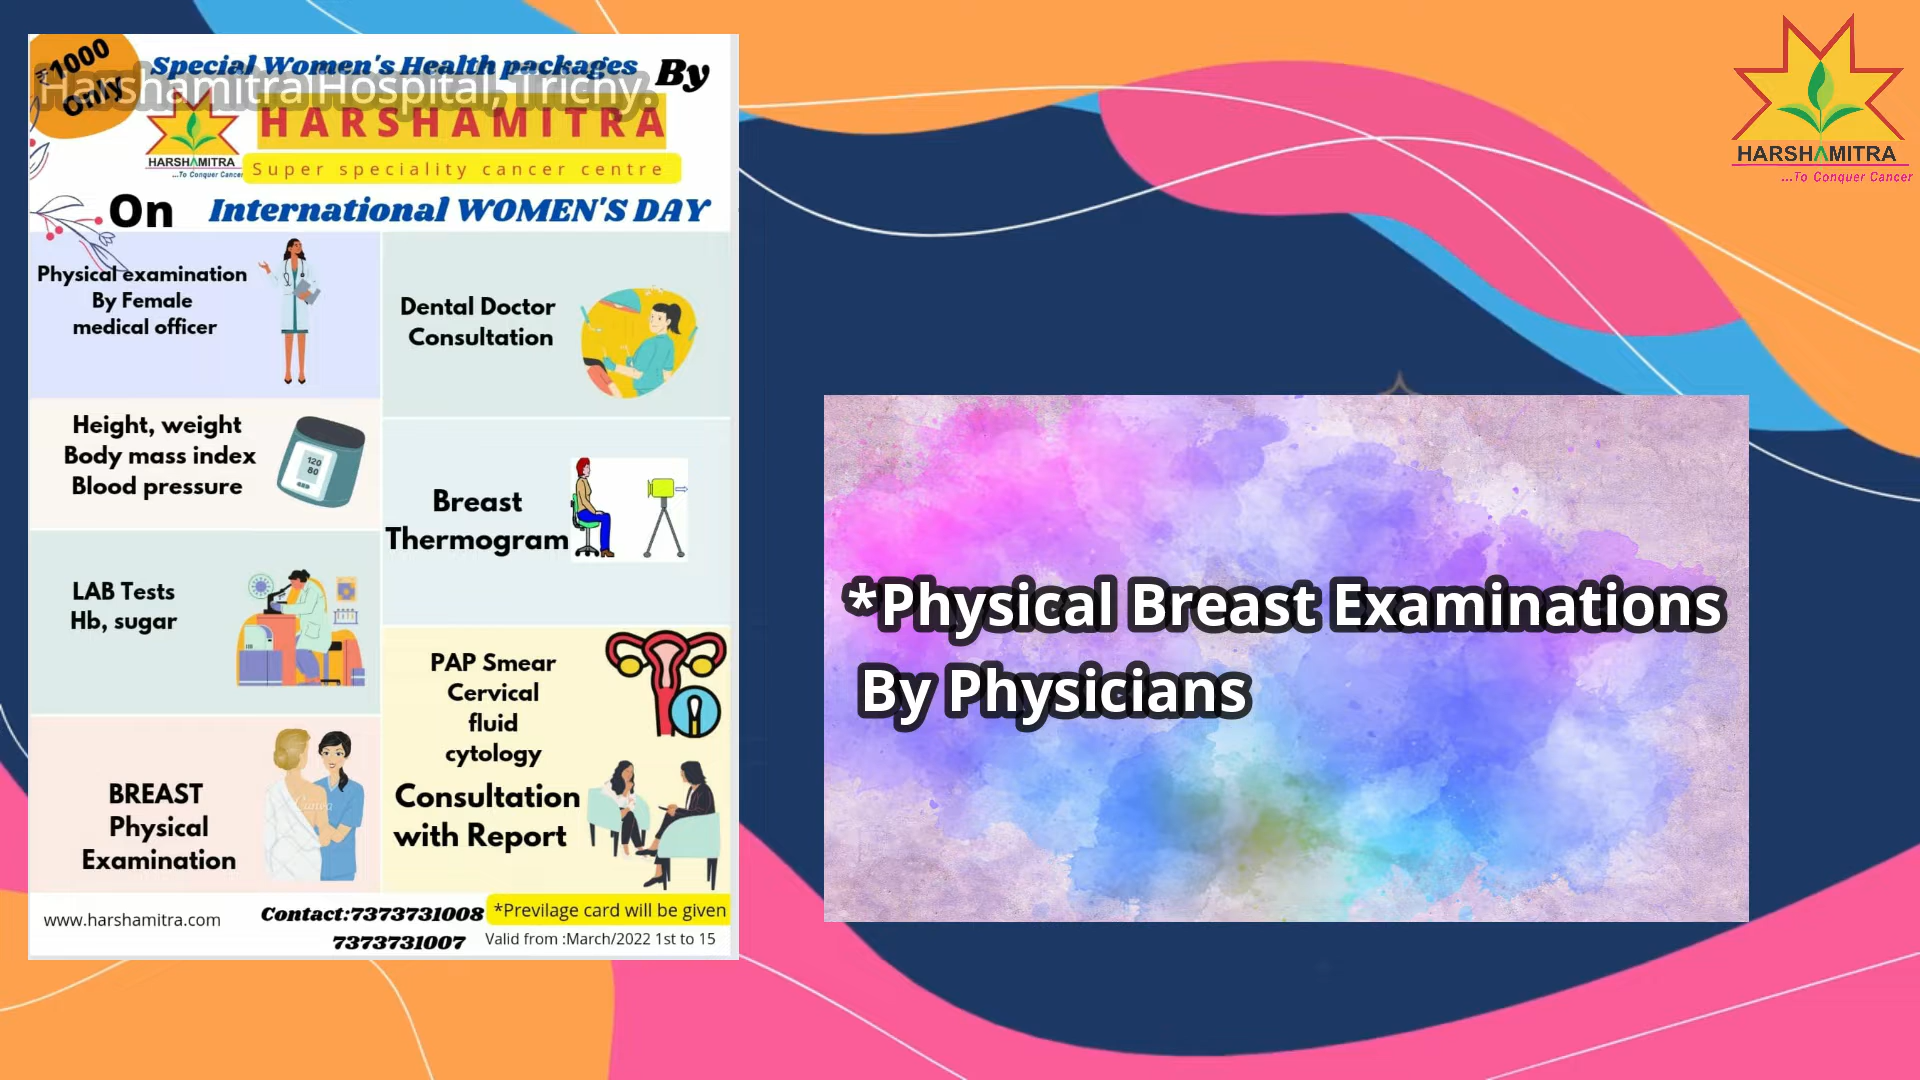 ₹1000
Only
Special Women's Health packages By
Harshamitra Hospital, Trichy.
HARSHAMITRA
HARSHAMITRA
...To Conquer Cancer
Super speciality cancer centre
On International WOMEN'S DAY
Physical examination
By Female
medical officer
Dental Doctor
Consultation
Height, weight
Body mass index
Blood pressure
120
80
Breast
Thermogram
LAB Tests
Hb, sugar
PAP Smear
Cervical
fluid
cytology
BREAST
Physical
Examination
Canva
Consultation
with Report
www.harshamitra.com
Contact:7373731008
7373731007
*Previlage card will be given
Valid from :March/2022 1st to 15
*Physical Breast Examinations
By Physicians
HARSHAMITRA
...To Conquer Cancer